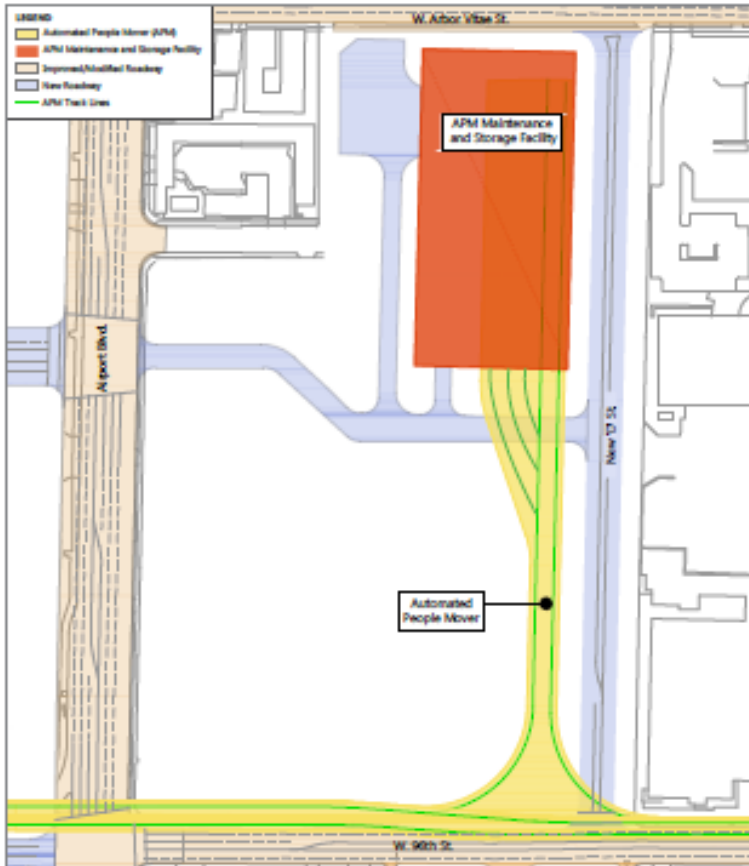 W. Arbor Vitae St.
LEGEND
Automated People Mover (APM)
APM Maintenance and Storage Facility
Improved/Modified Roadway
New Roadway
APM Track Lines
APM Maintenance
and Storage Facility
Airport Blvd.
New "D" St.
Automated
People Mover
W. 96th St.